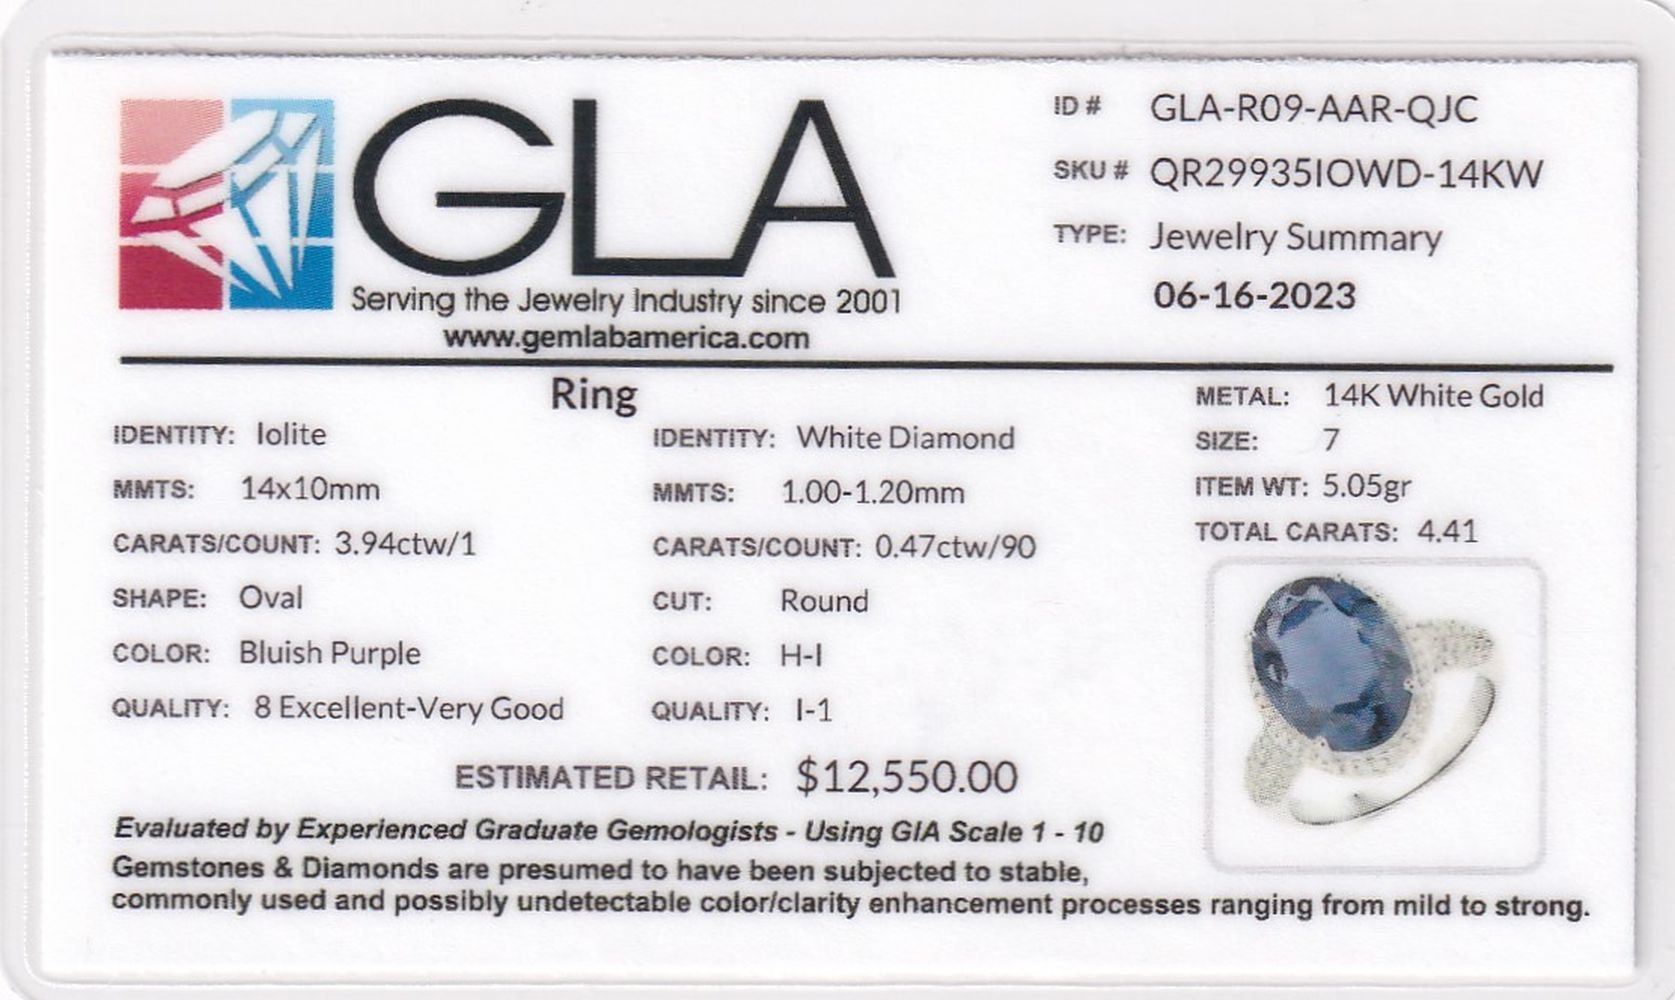 GLA
Serving the Jewelry Industry since 2001
www.gemlabamerica.com
ID # GLA-R09-AAR-QJC
SKU # QR29935IOWD-14KW
TYPE: Jewelry Summary
06-16-2023
Ring
IDENTITY: Iolite
MMTS: 14x10mm
CARATS/COUNT: 3.94ctw/1
SHAPE: Oval
COLOR: Bluish Purple
QUALITY: 8 Excellent-Very Good
IDENTITY: White Diamond
MMTS: 1.00-1.20mm
CARATS/COUNT: 0.47ctw/90
CUT: Round
COLOR: H-I
QUALITY: I-1
METAL: 14K White Gold
SIZE: 7
ITEM WT: 5.05gr
TOTAL CARATS: 4.41
ESTIMATED RETAIL: $12,550.00
Evaluated by Experienced Graduate Gemologists - Using GIA Scale 1 - 10
Gemstones & Diamonds are presumed to have been subjected to stable,
commonly used and possibly undetectable color/clarity enhancement processes ranging from mild to strong.